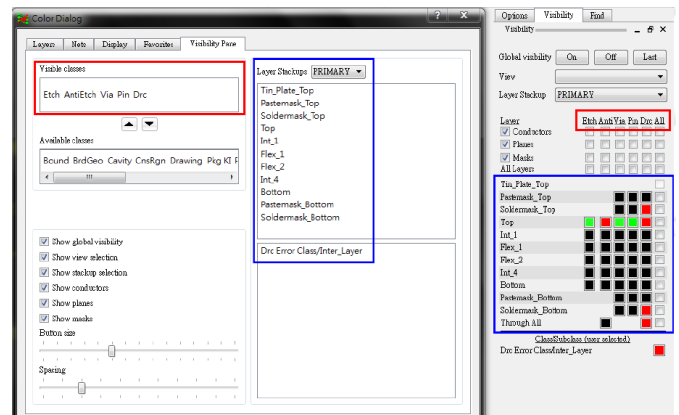 Color Dialog
Layers Nets Display Favorites Visibility Pane
Visible classes
Etch AntiEtch Via Pin Drc
Available classes
Bound BrdGeo Cavity CnsRgn Drawing Pkg KI F
Show global visibility
Show view selection
Show stackup selection
Show conductors
Show planes
Show masks
Button size
Spacing
Layer Stackups PRIMARY
Tin_Plate_Top
Pastemask_Top
Soldermask_Top
Top
Int_1
Flex_1
Flex_2
Int_4
Bottom
Pastemask_Bottom
Soldermask_Bottom
Drc Error Class/Inter_Layer
Options Visibility Find
Visibility
Global visibility On Off Last
View
Layer Stackup PRIMARY
Layer Etch Anti Via Pin Drc All
Conductors
Planes
Masks
All Layers
Tin_Plate_Top
Pastemask_Top
Soldermask_Top
Top
Int_1
Flex_1
Flex_2
Int_4
Bottom
Pastemask_Bottom
Soldermask_Bottom
Through All
Class/Subclass (user selected)
Drc Error Class/Inter_Layer